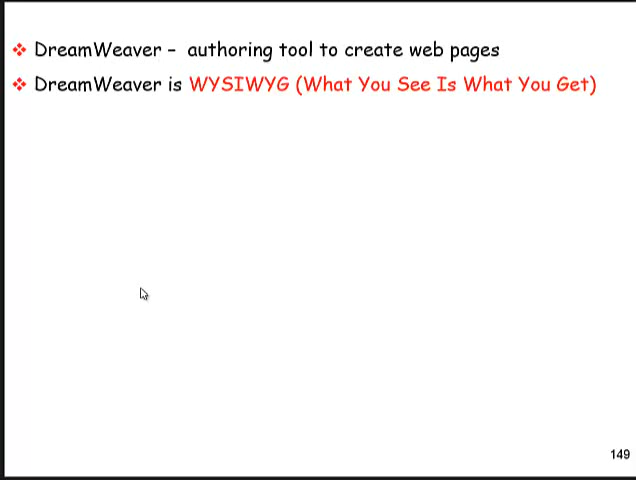 ❖ DreamWeaver - authoring tool to create web pages
❖ DreamWeaver is WYSIWYG (What You See Is What You Get)
149